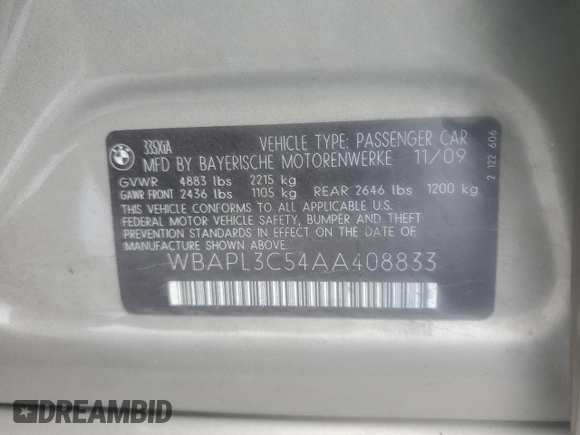 BMW
335XiA
VEHICLE TYPE: PASSENGER CAR
MFD BY BAYERISCHE MOTORENWERKE 11/09
GVWR 4883 lbs 2215 kg
GAWR FRONT 2436 lbs 1105 kg REAR 2646 lbs 1200 kg
THIS VEHICLE CONFORMS TO ALL APPLICABLE U.S.
FEDERAL MOTOR VEHICLE SAFETY, BUMPER AND THEFT
PREVENTION STANDARDS IN EFFECT ON THE DATE OF
MANUFACTURE SHOWN ABOVE.
WBAPL3C54AA408833
2 122 606
DREAMBID